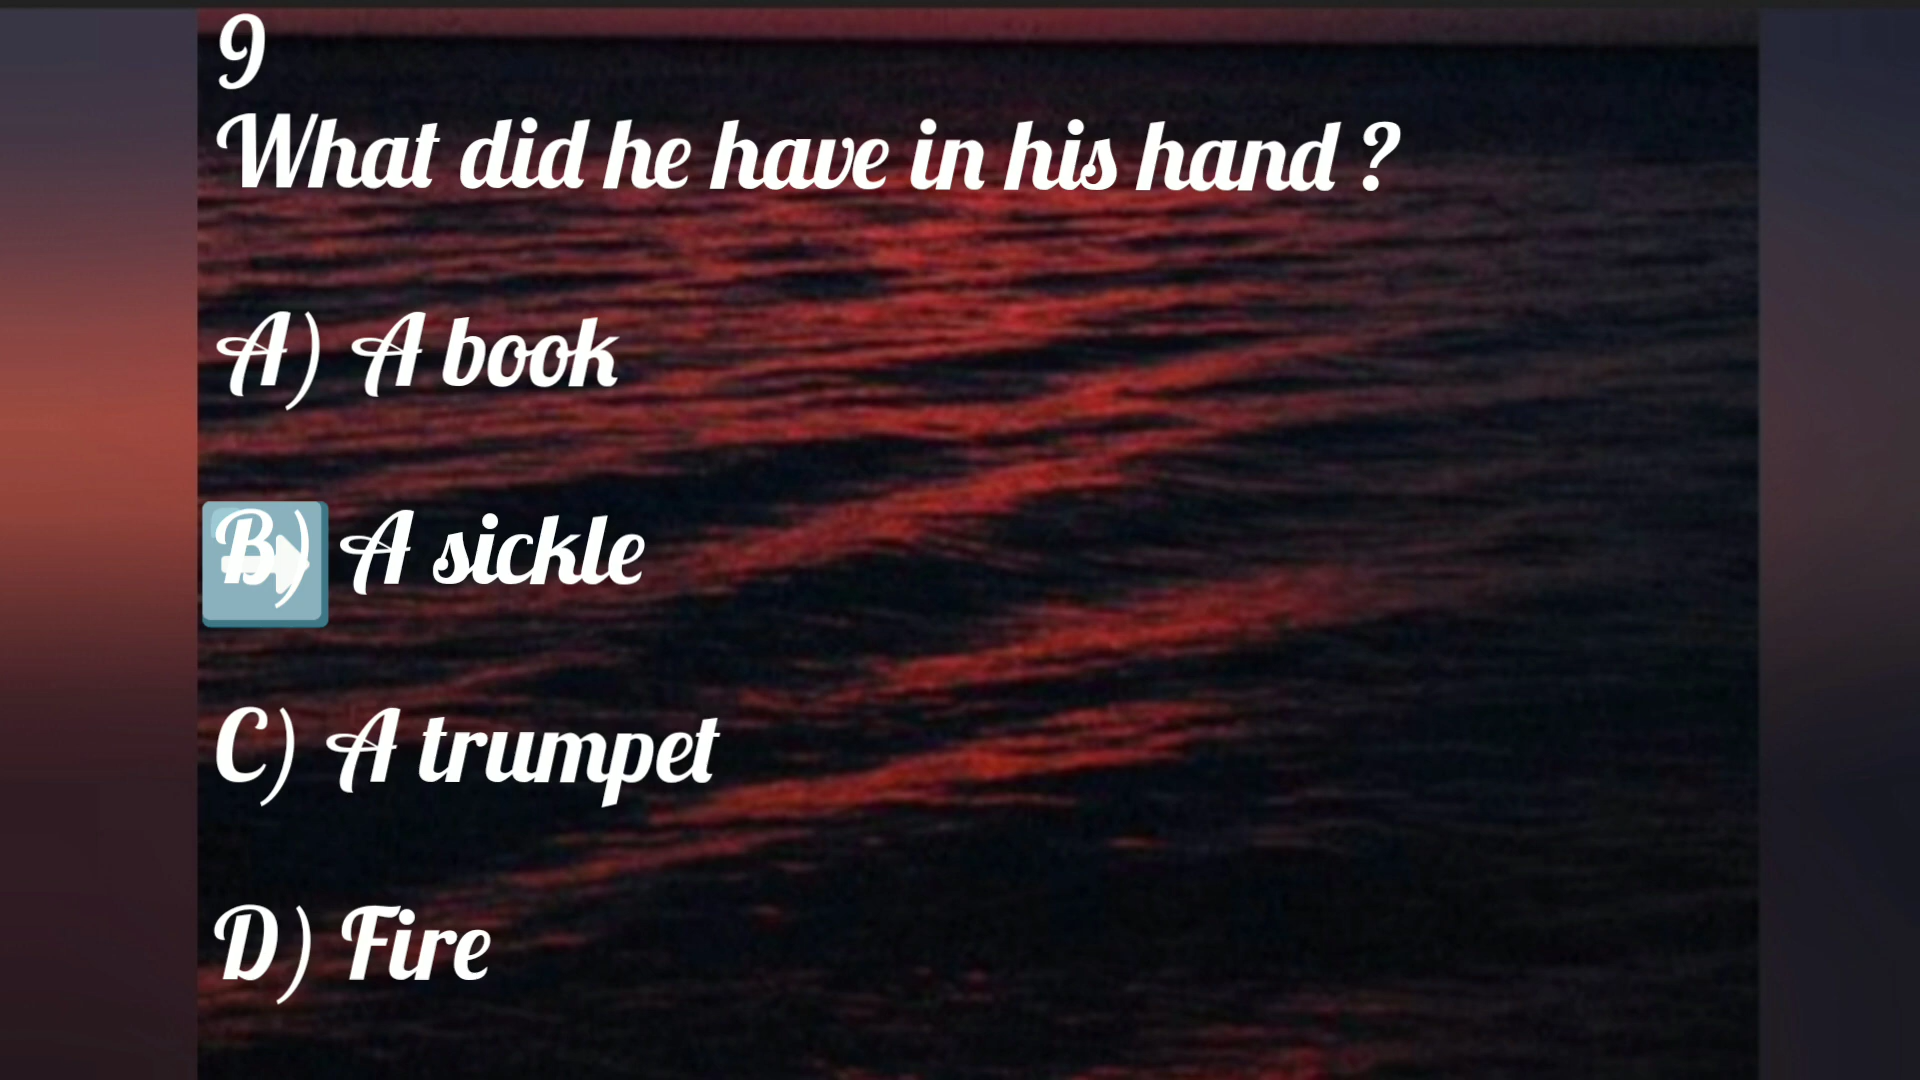 9
What did he have in his hand ?
A) A book
B) A sickle
C) A trumpet
D) Fire